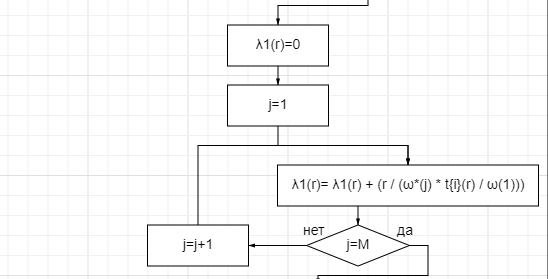 λ1(r)=0
j=1
λ1(r)= λ1(r) + (r / (ω*(j) * t{i}(r) / ω(1)))
нет
да
j=M
j=j+1